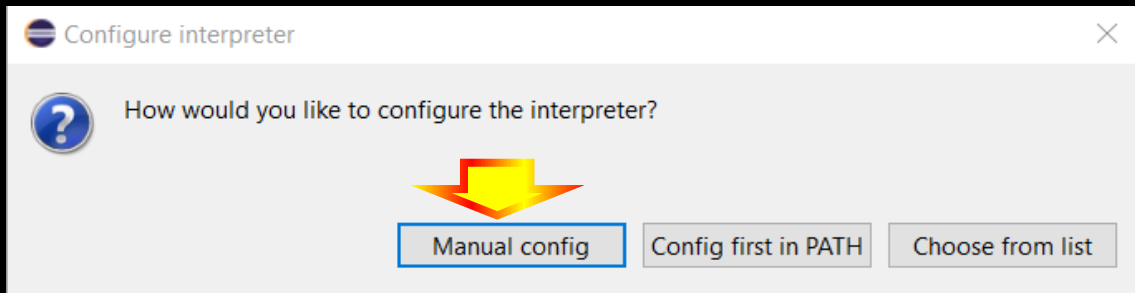 Configure interpreter
How would you like to configure the interpreter?
Manual config
Config first in PATH
Choose from list